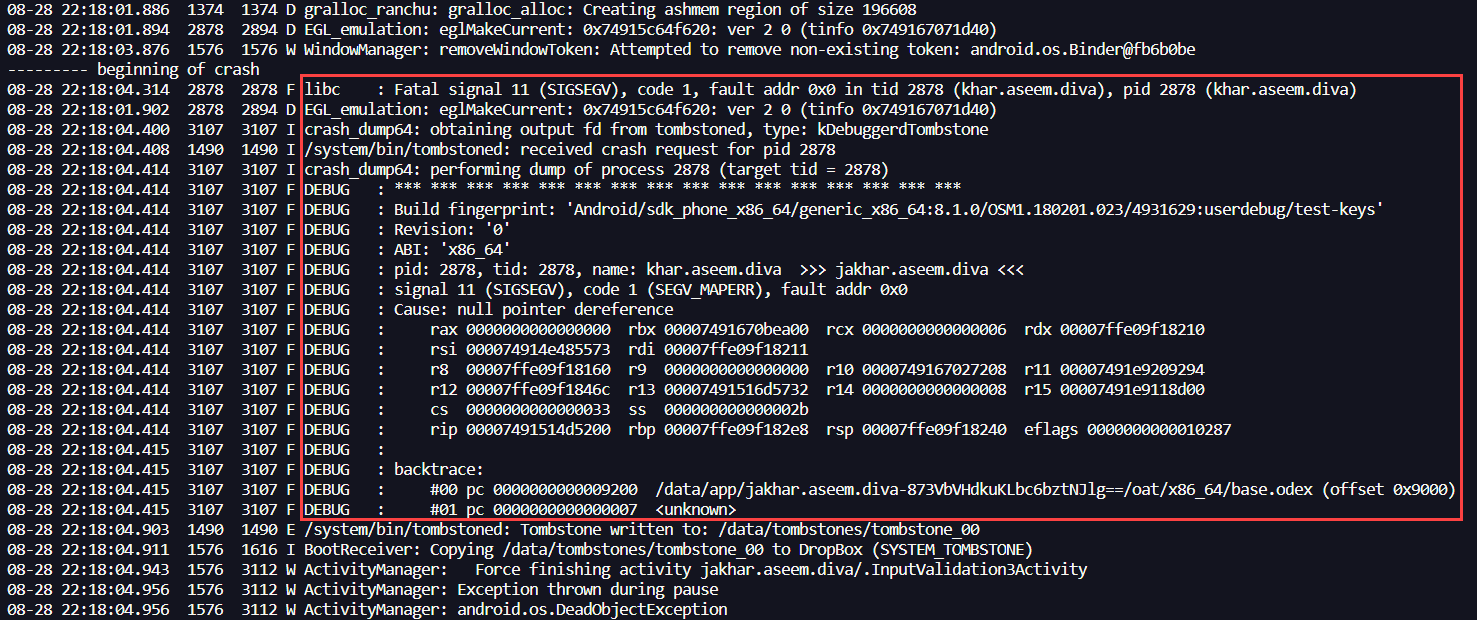 08-28 22:18:01.886 1374 1374 D gralloc_ranchu: gralloc_alloc: Creating ashmem region of size 196608
08-28 22:18:01.894 2878 2894 D EGL_emulation: eglMakeCurrent: 0x74915c64f620: ver 2 0 (tinfo 0x749167071d40)
08-28 22:18:03.876 1576 1576 W WindowManager: removeWindowToken: Attempted to remove non-existing token: android.os.Binder@fb6b0be
--------- beginning of crash
08-28 22:18:04.314 2878 2878 F libc : Fatal signal 11 (SIGSEGV), code 1, fault addr 0x0 in tid 2878 (khar.aseem.diva), pid 2878 (khar.aseem.diva)
08-28 22:18:01.902 2878 2894 D EGL_emulation: eglMakeCurrent: 0x74915c64f620: ver 2 0 (tinfo 0x749167071d40)
08-28 22:18:04.400 3107 3107 I crash_dump64: obtaining output fd from tombstoned, type: kDebuggerdTombstone
08-28 22:18:04.408 1490 1490 I /system/bin/tombstoned: received crash request for pid 2878
08-28 22:18:04.414 3107 3107 I crash_dump64: performing dump of process 2878 (target tid = 2878)
08-28 22:18:04.414 3107 3107 F DEBUG : *** *** *** *** *** *** *** *** *** *** *** *** *** *** *** ***
08-28 22:18:04.414 3107 3107 F DEBUG : Build fingerprint: 'Android/sdk_phone_x86_64/generic_x86_64:8.1.0/OSM1.180201.023/4931629:userdebug/test-keys'
08-28 22:18:04.414 3107 3107 F DEBUG : Revision: '0'
08-28 22:18:04.414 3107 3107 F DEBUG : ABI: 'x86_64'
08-28 22:18:04.414 3107 3107 F DEBUG : pid: 2878, tid: 2878, name: khar.aseem.diva >>> jakhar.aseem.diva <<<
08-28 22:18:04.414 3107 3107 F DEBUG : signal 11 (SIGSEGV), code 1 (SEGV_MAPERR), fault addr 0x0
08-28 22:18:04.414 3107 3107 F DEBUG : Cause: null pointer dereference
08-28 22:18:04.414 3107 3107 F DEBUG : rax 0000000000000000 rbx 00007491670bea00 rcx 0000000000000006 rdx 00007ffe09f18210
08-28 22:18:04.414 3107 3107 F DEBUG : rsi 000074914e485573 rdi 00007ffe09f18211
08-28 22:18:04.414 3107 3107 F DEBUG : r8 00007ffe09f18160 r9 0000000000000000 r10 0000749167027208 r11 00007491e9209294
08-28 22:18:04.414 3107 3107 F DEBUG : r12 00007ffe09f1846c r13 00007491516d5732 r14 0000000000000008 r15 00007491e9118d00
08-28 22:18:04.414 3107 3107 F DEBUG : cs 0000000000000033 ss 000000000000002b
08-28 22:18:04.414 3107 3107 F DEBUG : rip 00007491514d5200 rbp 00007ffe09f182e8 rsp 00007ffe09f18240 eflags 0000000000010287
08-28 22:18:04.415 3107 3107 F DEBUG :
08-28 22:18:04.415 3107 3107 F DEBUG : backtrace:
08-28 22:18:04.415 3107 3107 F DEBUG : #00 pc 0000000000009200 /data/app/jakhar.aseem.diva-873VbVHdkuKLbc6bztNJlg==/oat/x86_64/base.odex (offset 0x9000)
08-28 22:18:04.415 3107 3107 F DEBUG : #01 pc 0000000000000007 <unknown>
08-28 22:18:04.903 1490 1490 E /system/bin/tombstoned: Tombstone written to: /data/tombstones/tombstone_00
08-28 22:18:04.911 1576 1616 I BootReceiver: Copying /data/tombstones/tombstone_00 to DropBox (SYSTEM_TOMBSTONE)
08-28 22:18:04.943 1576 3112 W ActivityManager: Force finishing activity jakhar.aseem.diva/.InputValidation3Activity
08-28 22:18:04.956 1576 3112 W ActivityManager: Exception thrown during pause
08-28 22:18:04.956 1576 3112 W ActivityManager: android.os.DeadObjectException